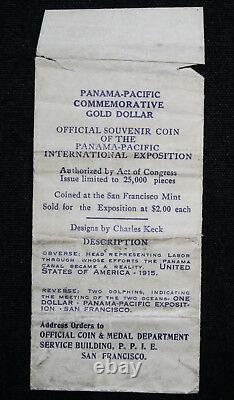 PANAMA-PACIFIC
COMMEMORATIVE
GOLD DOLLAR
OFFICIAL SOUVENIR COIN
OF THE
PANAMA-PACIFIC
INTERNATIONAL EXPOSITION
Authorized by Act of Congress
Issue limited to 25,000 pieces
Coined at the San Francisco Mint
Sold for the Exposition at $2.00 each
Designs by Charles Keck
DESCRIPTION
OBVERSE: HEAD REPRESENTING LABOR
THROUGH WHOSE EFFORTS THE PANAMA
CANAL BECAME A REALITY. UNITED
STATES OF AMERICA - 1915.
REVERSE: TWO DOLPHINS, INDICATING
THE MEETING OF THE TWO OCEANS: ONE
DOLLAR - PANAMA-PACIFIC EXPOSIT-
ION - SAN FRANCISCO.
Address Orders to
OFFICIAL COIN & MEDAL DEPARTMENT
SERVICE BUILDING, P. P. I. E.
SAN FRANCISCO.